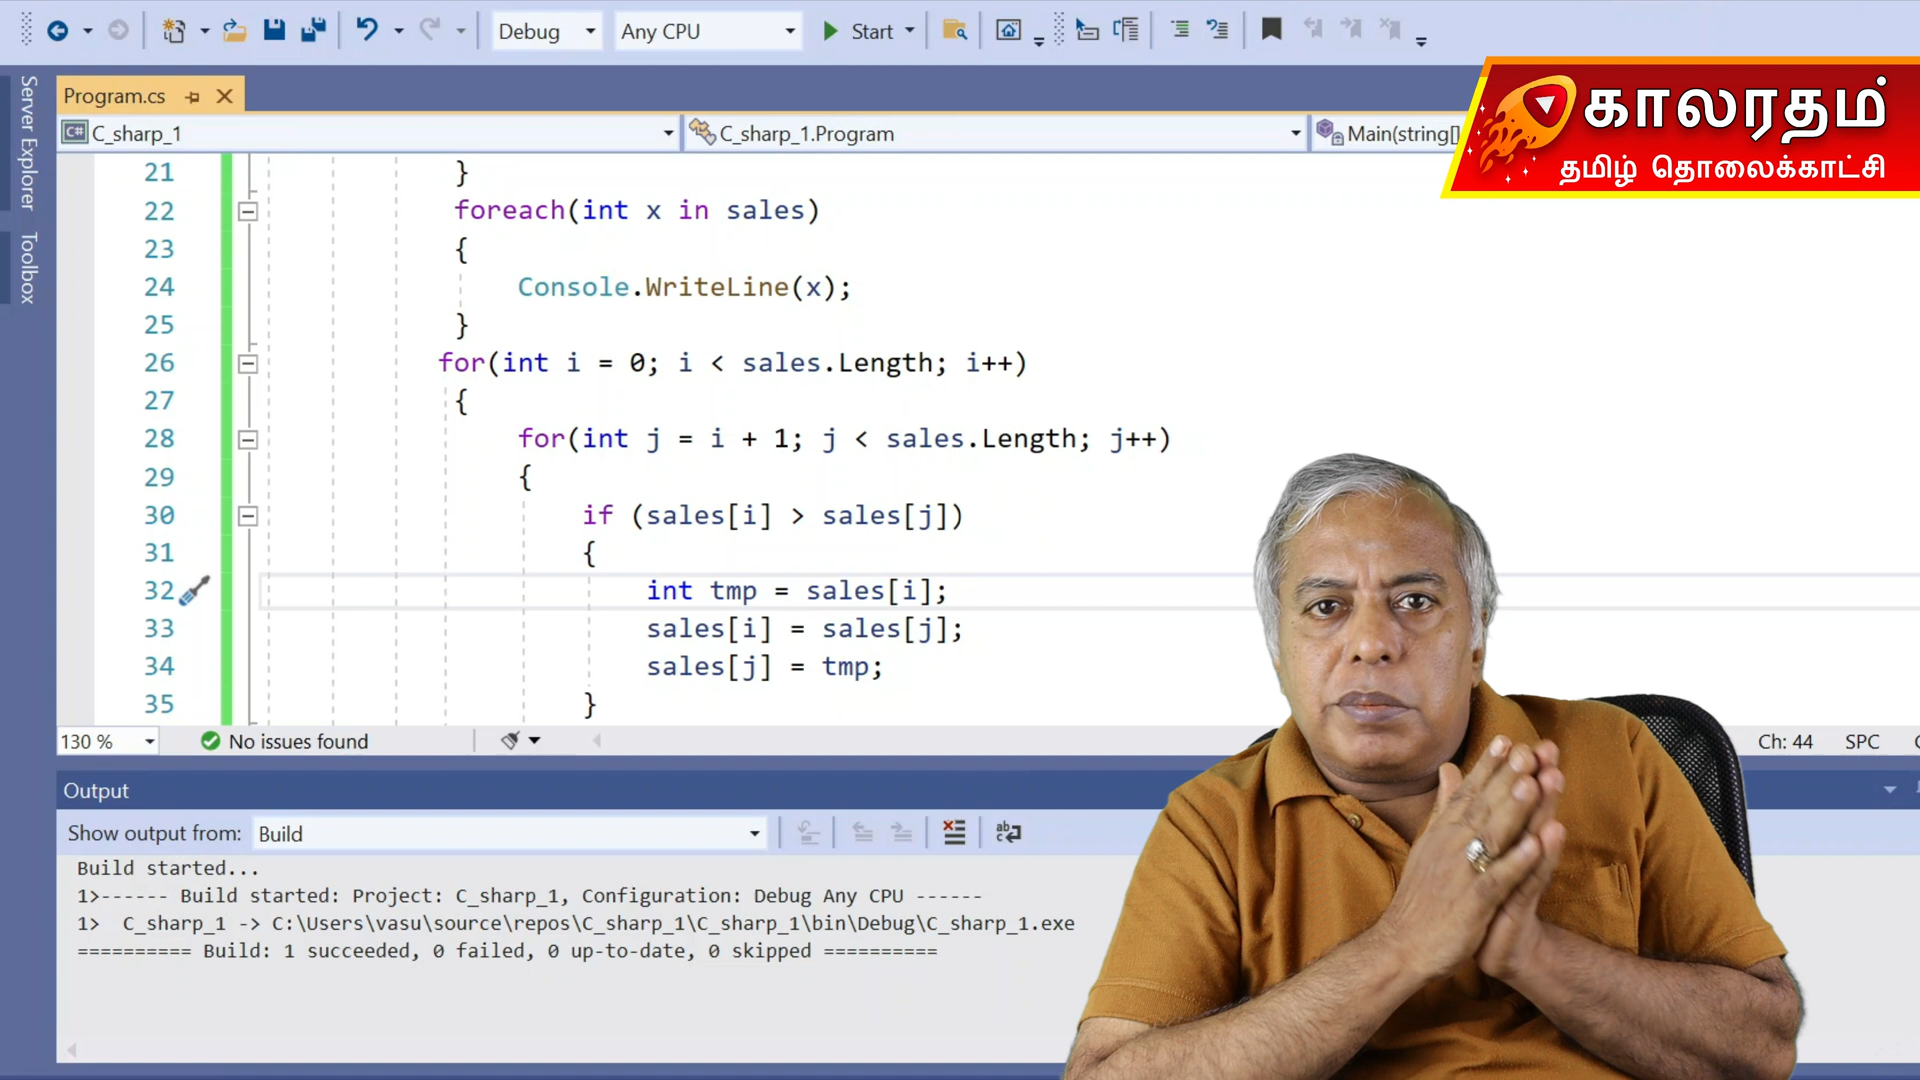 Debug
Any CPU
Start
Server Explorer
Toolbox
Program.cs
காலரதம்
தமிழ் தொலைக்காட்சி
C# C_sharp_1
C_sharp_1.Program
Main(string[]
21 }
22 foreach(int x in sales)
23 {
24 Console.WriteLine(x);
25 }
26 for(int i = 0; i < sales.Length; i++)
27 {
28 for(int j = i + 1; j < sales.Length; j++)
29 {
30 if (sales[i] > sales[j])
31 {
32 int tmp = sales[i];
33 sales[i] = sales[j];
34 sales[j] = tmp;
35 }
130 %
No issues found
Ch: 44
SPC
Output
Show output from: Build
Build started...
1>------ Build started: Project: C_sharp_1, Configuration: Debug Any CPU ------
1> C_sharp_1 -> C:\Users\vasu\source\repos\C_sharp_1\C_sharp_1\bin\Debug\C_sharp_1.exe
========== Build: 1 succeeded, 0 failed, 0 up-to-date, 0 skipped ==========